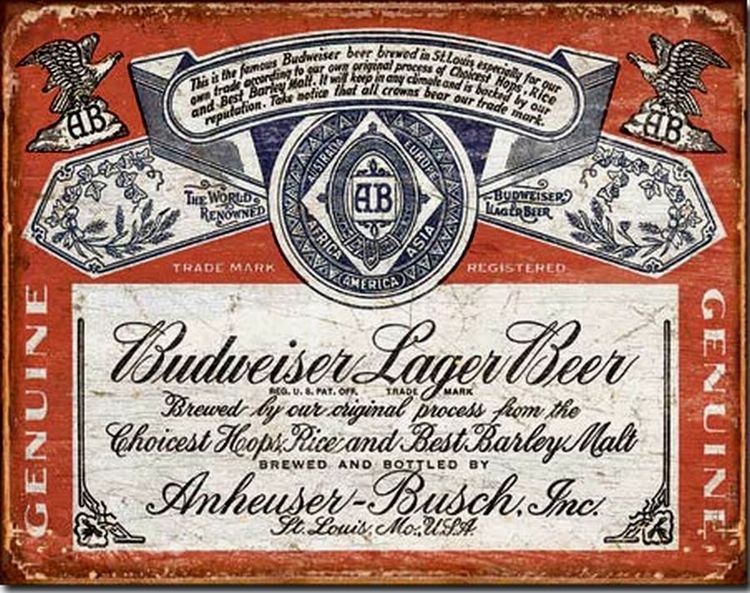 This is the famous Budweiser beer brewed in St. Louis, especially for our
own trade according to our own original process of Choicest Hops, Rice
and Best Barley Malt. It will keep in any climate and is backed by our
reputation. Take notice that all crowns bear our trade mark.
AB
AB
THE WORLD
RENOWNED
BUDWEISER
LAGER BEER
AUSTRALIA
EUROPE
AB
AFRICA
ASIA
AMERICA
TRADE MARK
REGISTERED
GENUINE
GENUINE
Budweiser Lager Beer
REG. U. S. PAT. OFF. TRADE MARK
Brewed by our original process from the
Choicest Hops, Rice and Best Barley Malt
BREWED AND BOTTLED BY
Anheuser-Busch, Inc.
St. Louis, Mo., U.S.A.